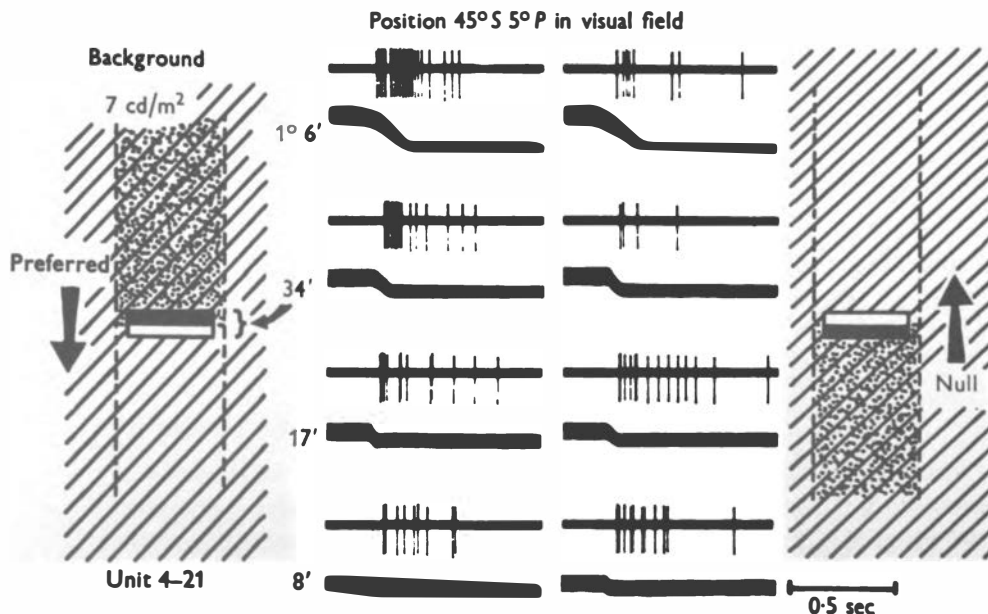 Position 45° S 5° P in visual field
Background
7 cd/m²
1° 6′
Preferred
34′
Null
17′
Unit 4–21
8′
0·5 sec